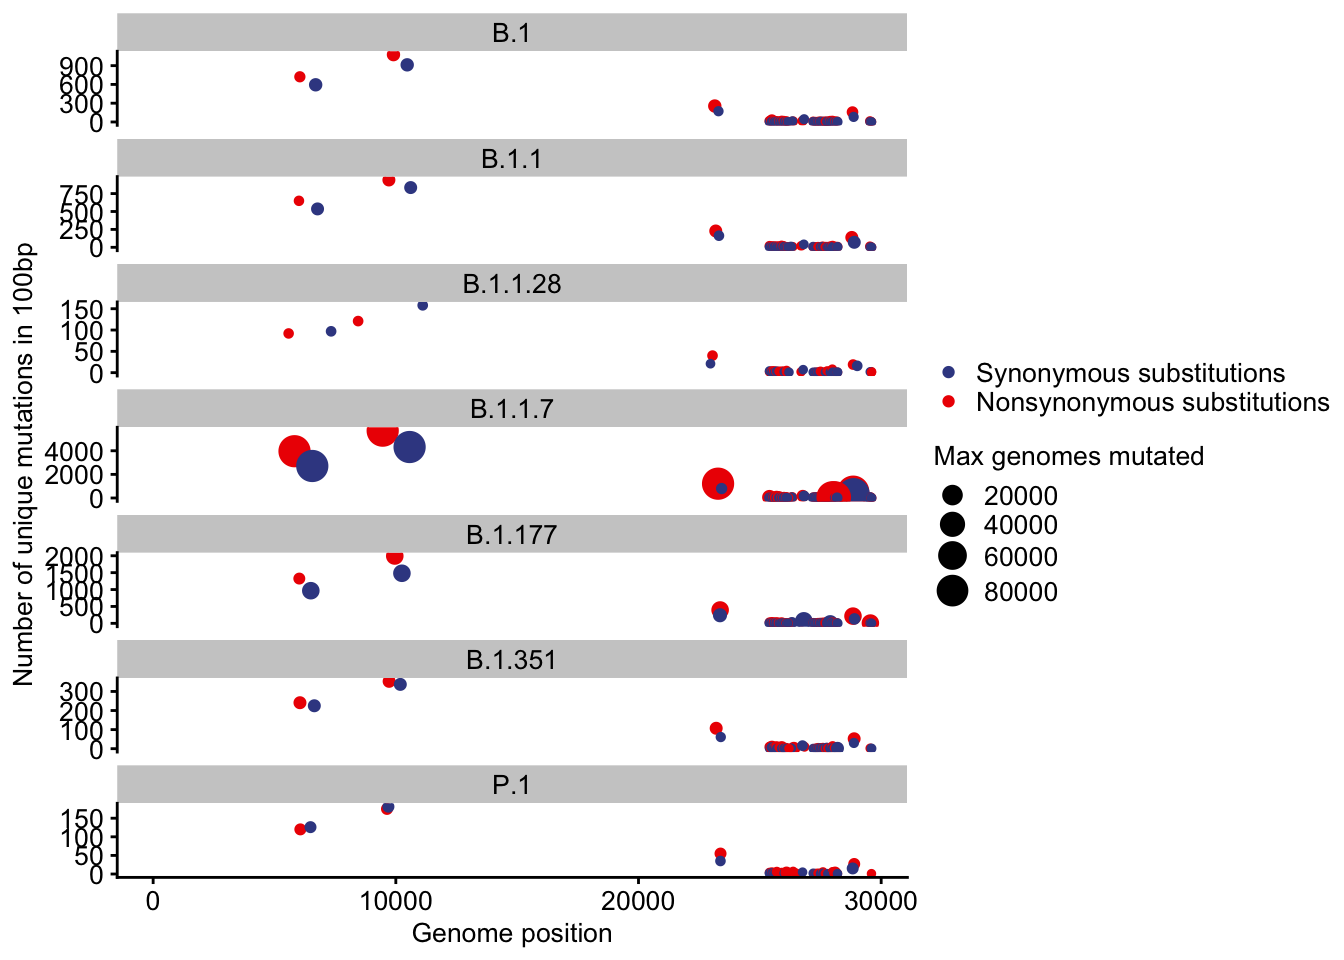 B.1
900
600
300
0
B.1.1
750
500
250
0
B.1.1.28
150
100
50
0
B.1.1.7
4000
2000
0
B.1.177
2000
1500
1000
500
0
B.1.351
300
200
100
0
P.1
150
100
50
0
0 10000 20000 30000
Genome position
Number of unique mutations in 100bp
Synonymous substitutions
Nonsynonymous substitutions
Max genomes mutated
20000
40000
60000
80000